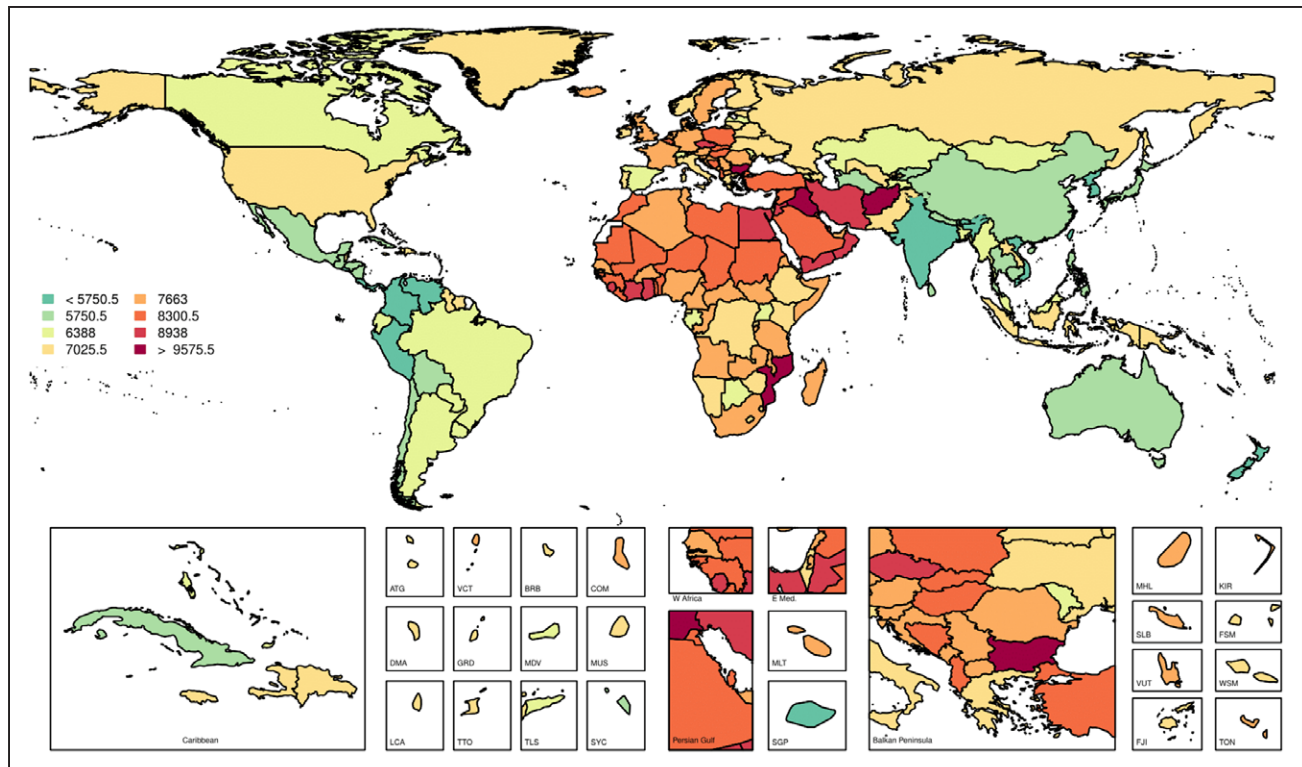 < 5750.5
5750.5
6388
7025.5
7663
8300.5
8938
> 9575.5
Caribbean
ATG
VCT
BRB
COM
DMA
GRD
MDV
MUS
LCA
TTO
TLS
SYC
W Africa
E Med.
Persian Gulf
MLT
SGP
Balkan Peninsula
MHL
KIR
SLB
FSM
VUT
WSM
FJI
TON